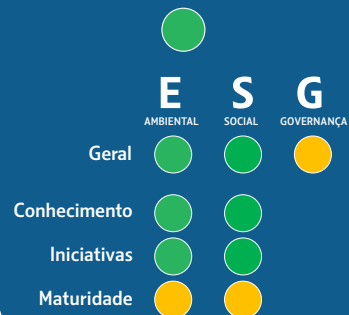 E S G
AMBIENTAL SOCIAL GOVERNANÇA
Geral
Conhecimento
Iniciativas
Maturidade